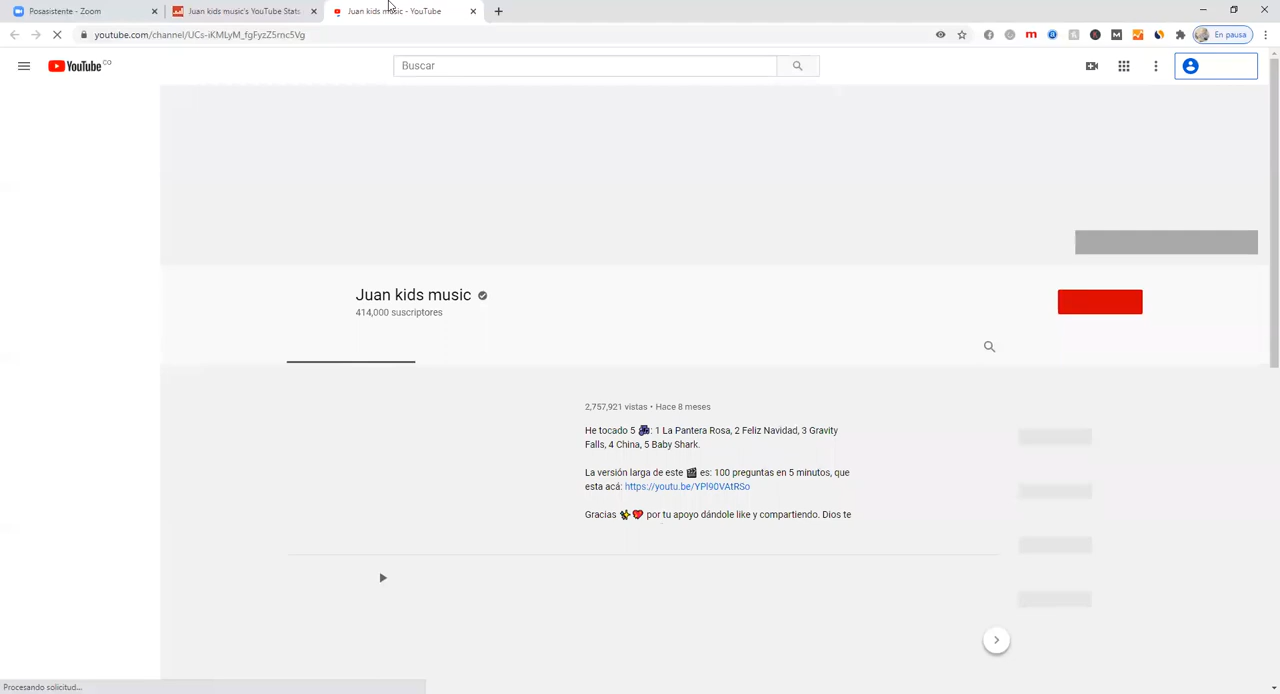 Posasistente - Zoom
Juan kids music's YouTube Stats
Juan kids music - YouTube
youtube.com/channel/UCs-iKMLyM_fgFyzZ5rnc5Vg
En pausa
YouTube CO
Buscar
Juan kids music
414,000 suscriptores
2,757,921 vistas • Hace 8 meses
He tocado 5 : 1 La Pantera Rosa, 2 Feliz Navidad, 3 Gravity
Falls, 4 China, 5 Baby Shark.
La versión larga de este 🎬 es: 100 preguntas en 5 minutos, que
esta acá: https://youtu.be/YPl90VAtRSo
Gracias ✨💖 por tu apoyo dándole like y compartiendo. Dios te
Procesando solicitud...